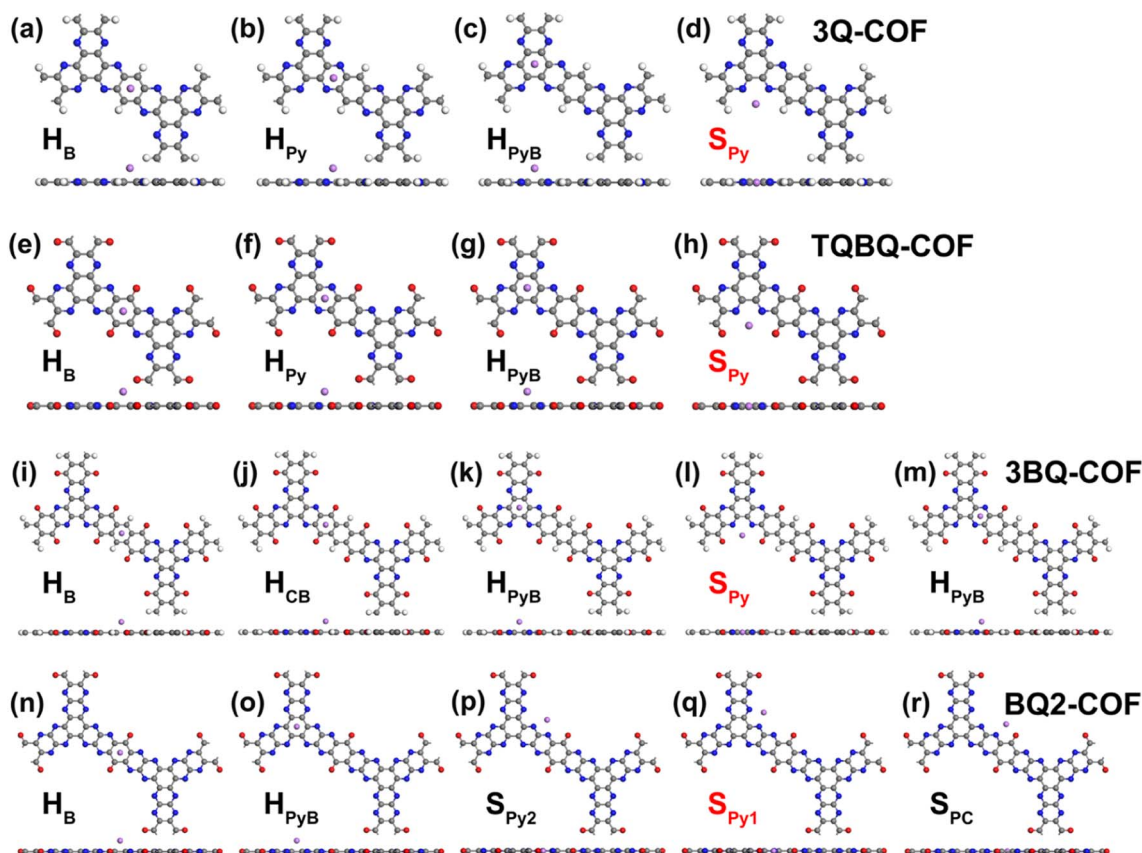 (a) (b) (c) (d) 3Q-COF
H_B H_Py H_PyB S_Py
(e) (f) (g) (h) TQBQ-COF
H_B H_Py H_PyB S_Py
(i) (j) (k) (l) (m) 3BQ-COF
H_B H_CB H_PyB S_Py H_PyB
(n) (o) (p) (q) (r) BQ2-COF
H_B H_PyB S_Py2 S_Py1 S_PC